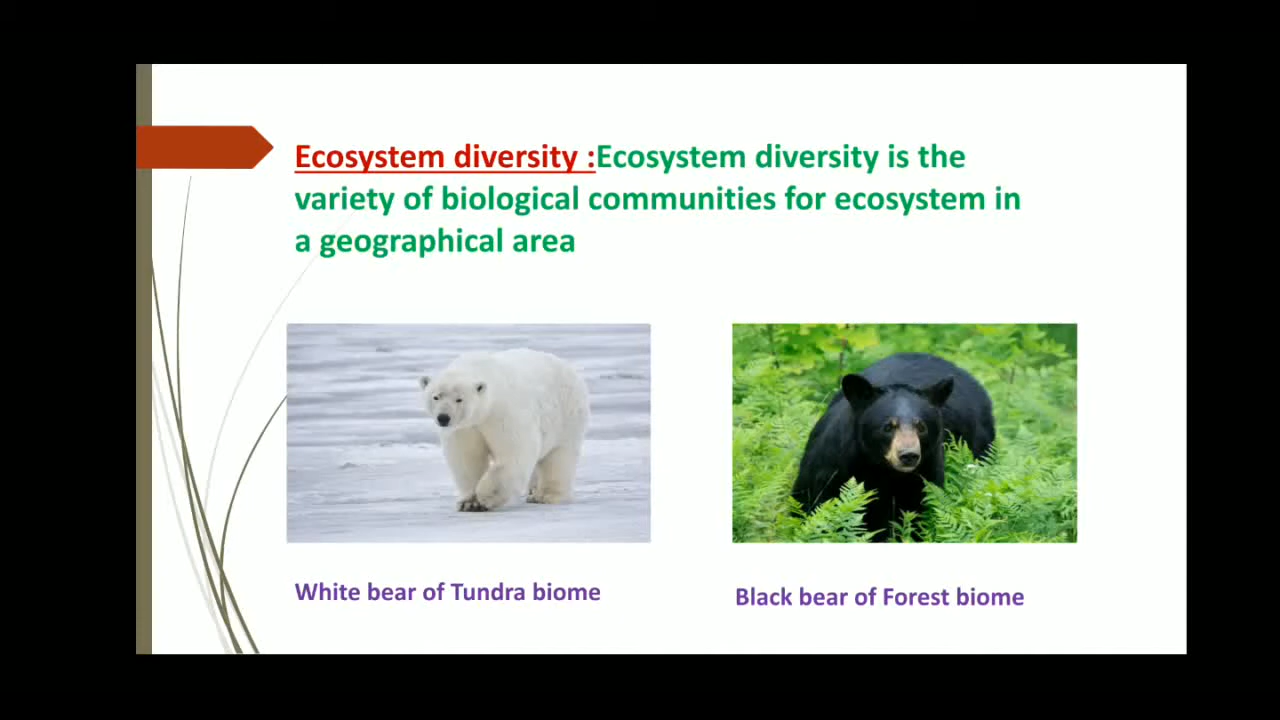 Ecosystem diversity :Ecosystem diversity is the
variety of biological communities for ecosystem in
a geographical area
White bear of Tundra biome
Black bear of Forest biome